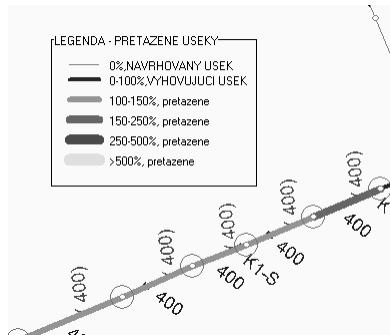 LEGENDA - PRETAZENE USEKY
0%,NAVRHOVANY USEK
0-100%,VYHOVUJUCI USEK
100-150%, pretazene
150-250%, pretazene
250-500%, pretazene
>500%, pretazene
400)
K
400)
400
400)
400
400)
K1-S
400
400)
400